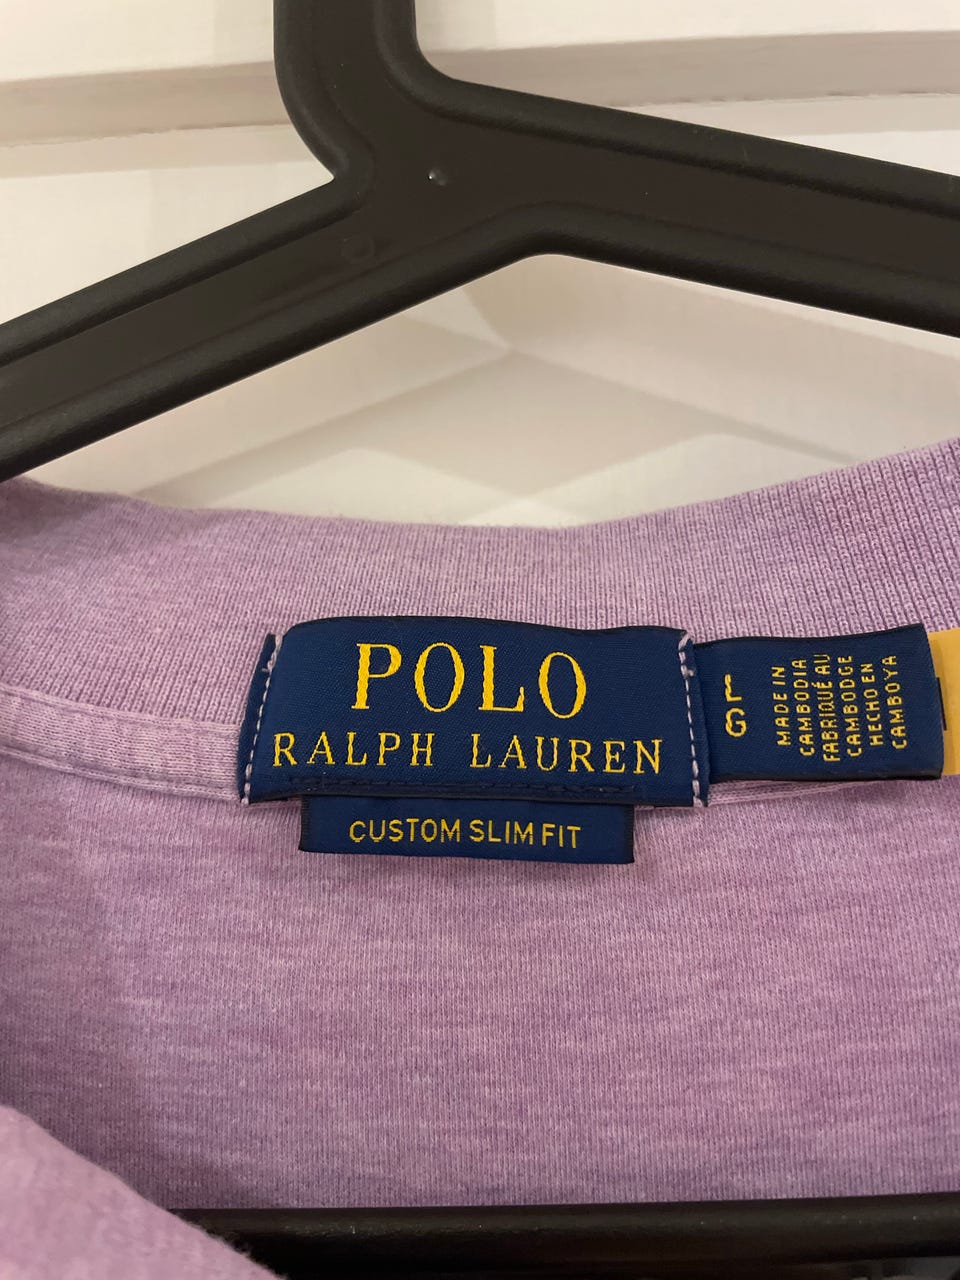 POLO
RALPH LAUREN
CUSTOM SLIM FIT
L
G
MADE IN
CAMBODIA
FABRIQUÉ AU
CAMBODGE
HECHO EN
CAMBOYA